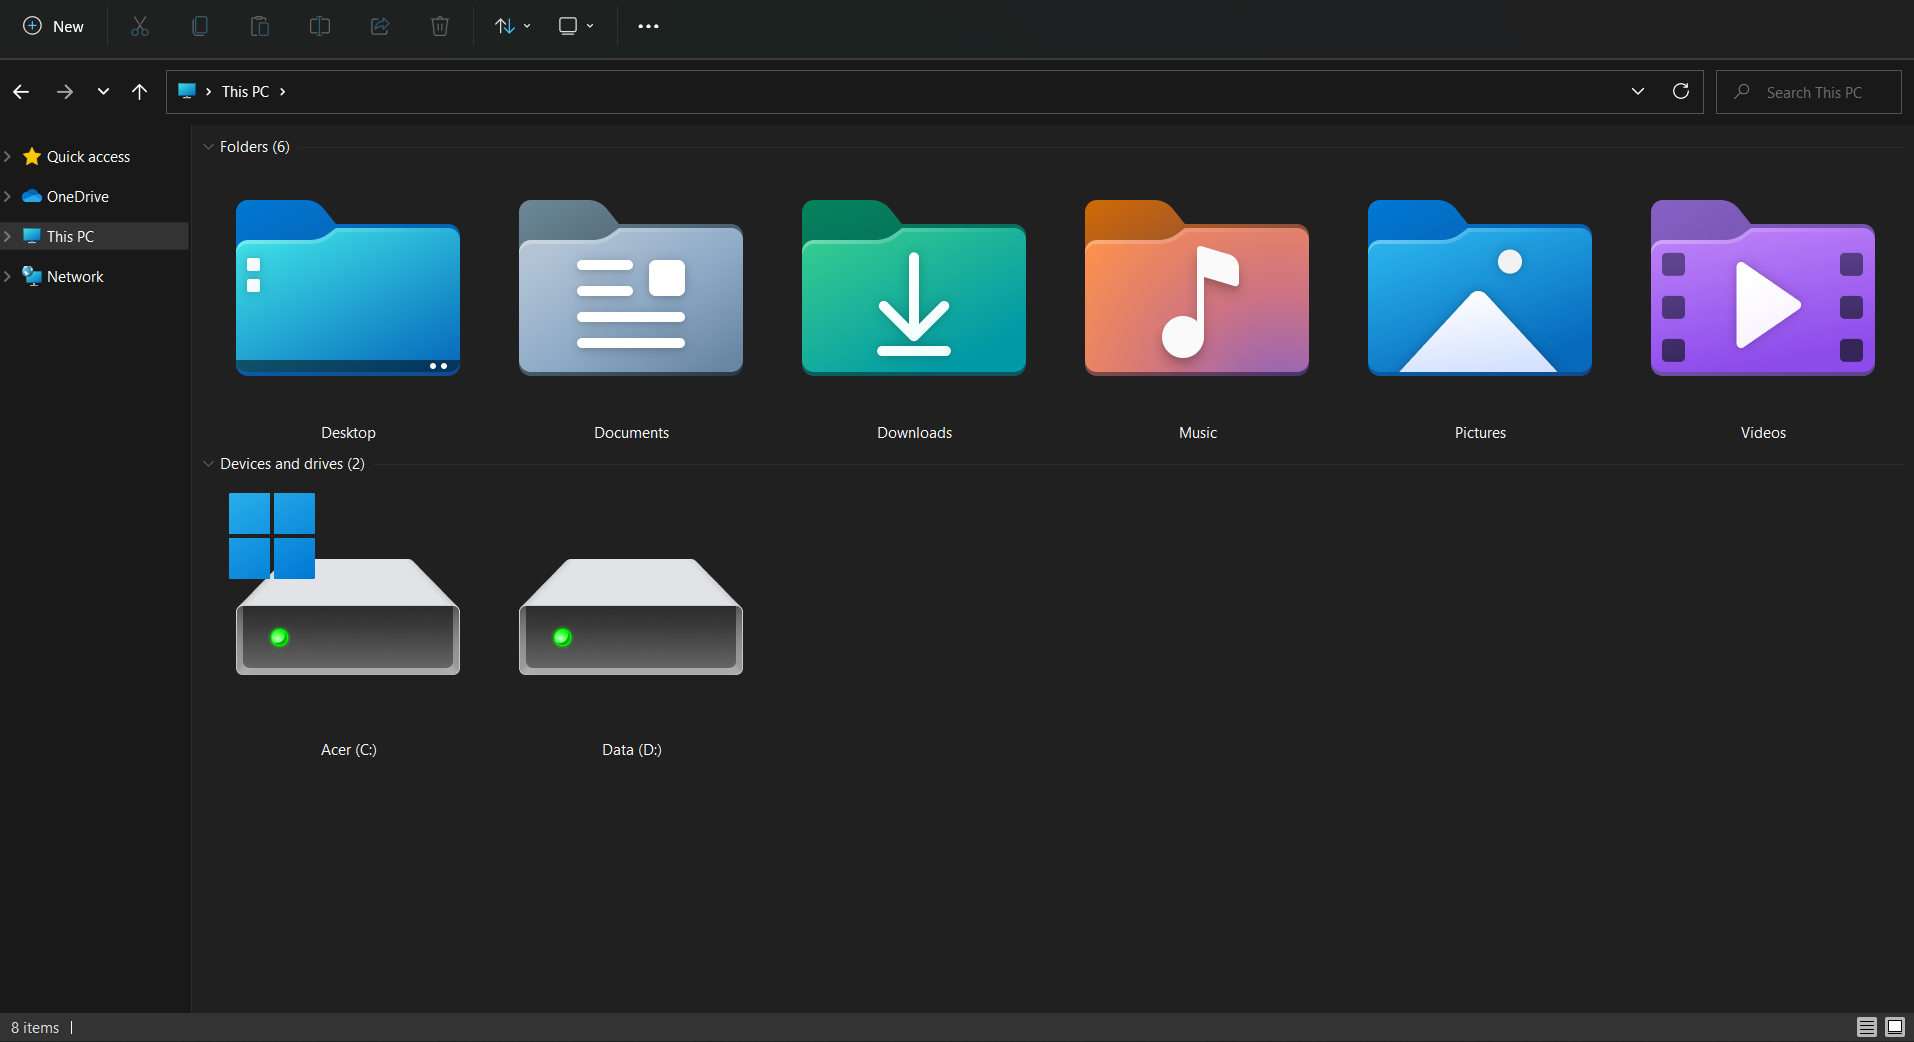 New
This PC
Search This PC
Quick access
OneDrive
This PC
Network
Folders (6)
Desktop
Documents
Downloads
Music
Pictures
Videos
Devices and drives (2)
Acer (C:)
Data (D:)
8 items